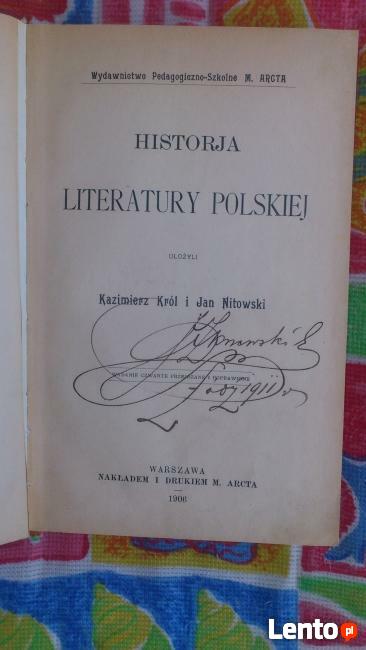 Wydawnictwo Pedagogiczno-Szkolne M. ARCTA
HISTORJA
LITERATURY POLSKIEJ
UŁOŻYLI
Kazimierz Król i Jan Nitowski
WYDANIE CZWARTE PRZEJRZANE I POPRAWIONE
1911
WARSZAWA
NAKŁADEM I DRUKIEM M. ARCTA
1906
Lento.pl